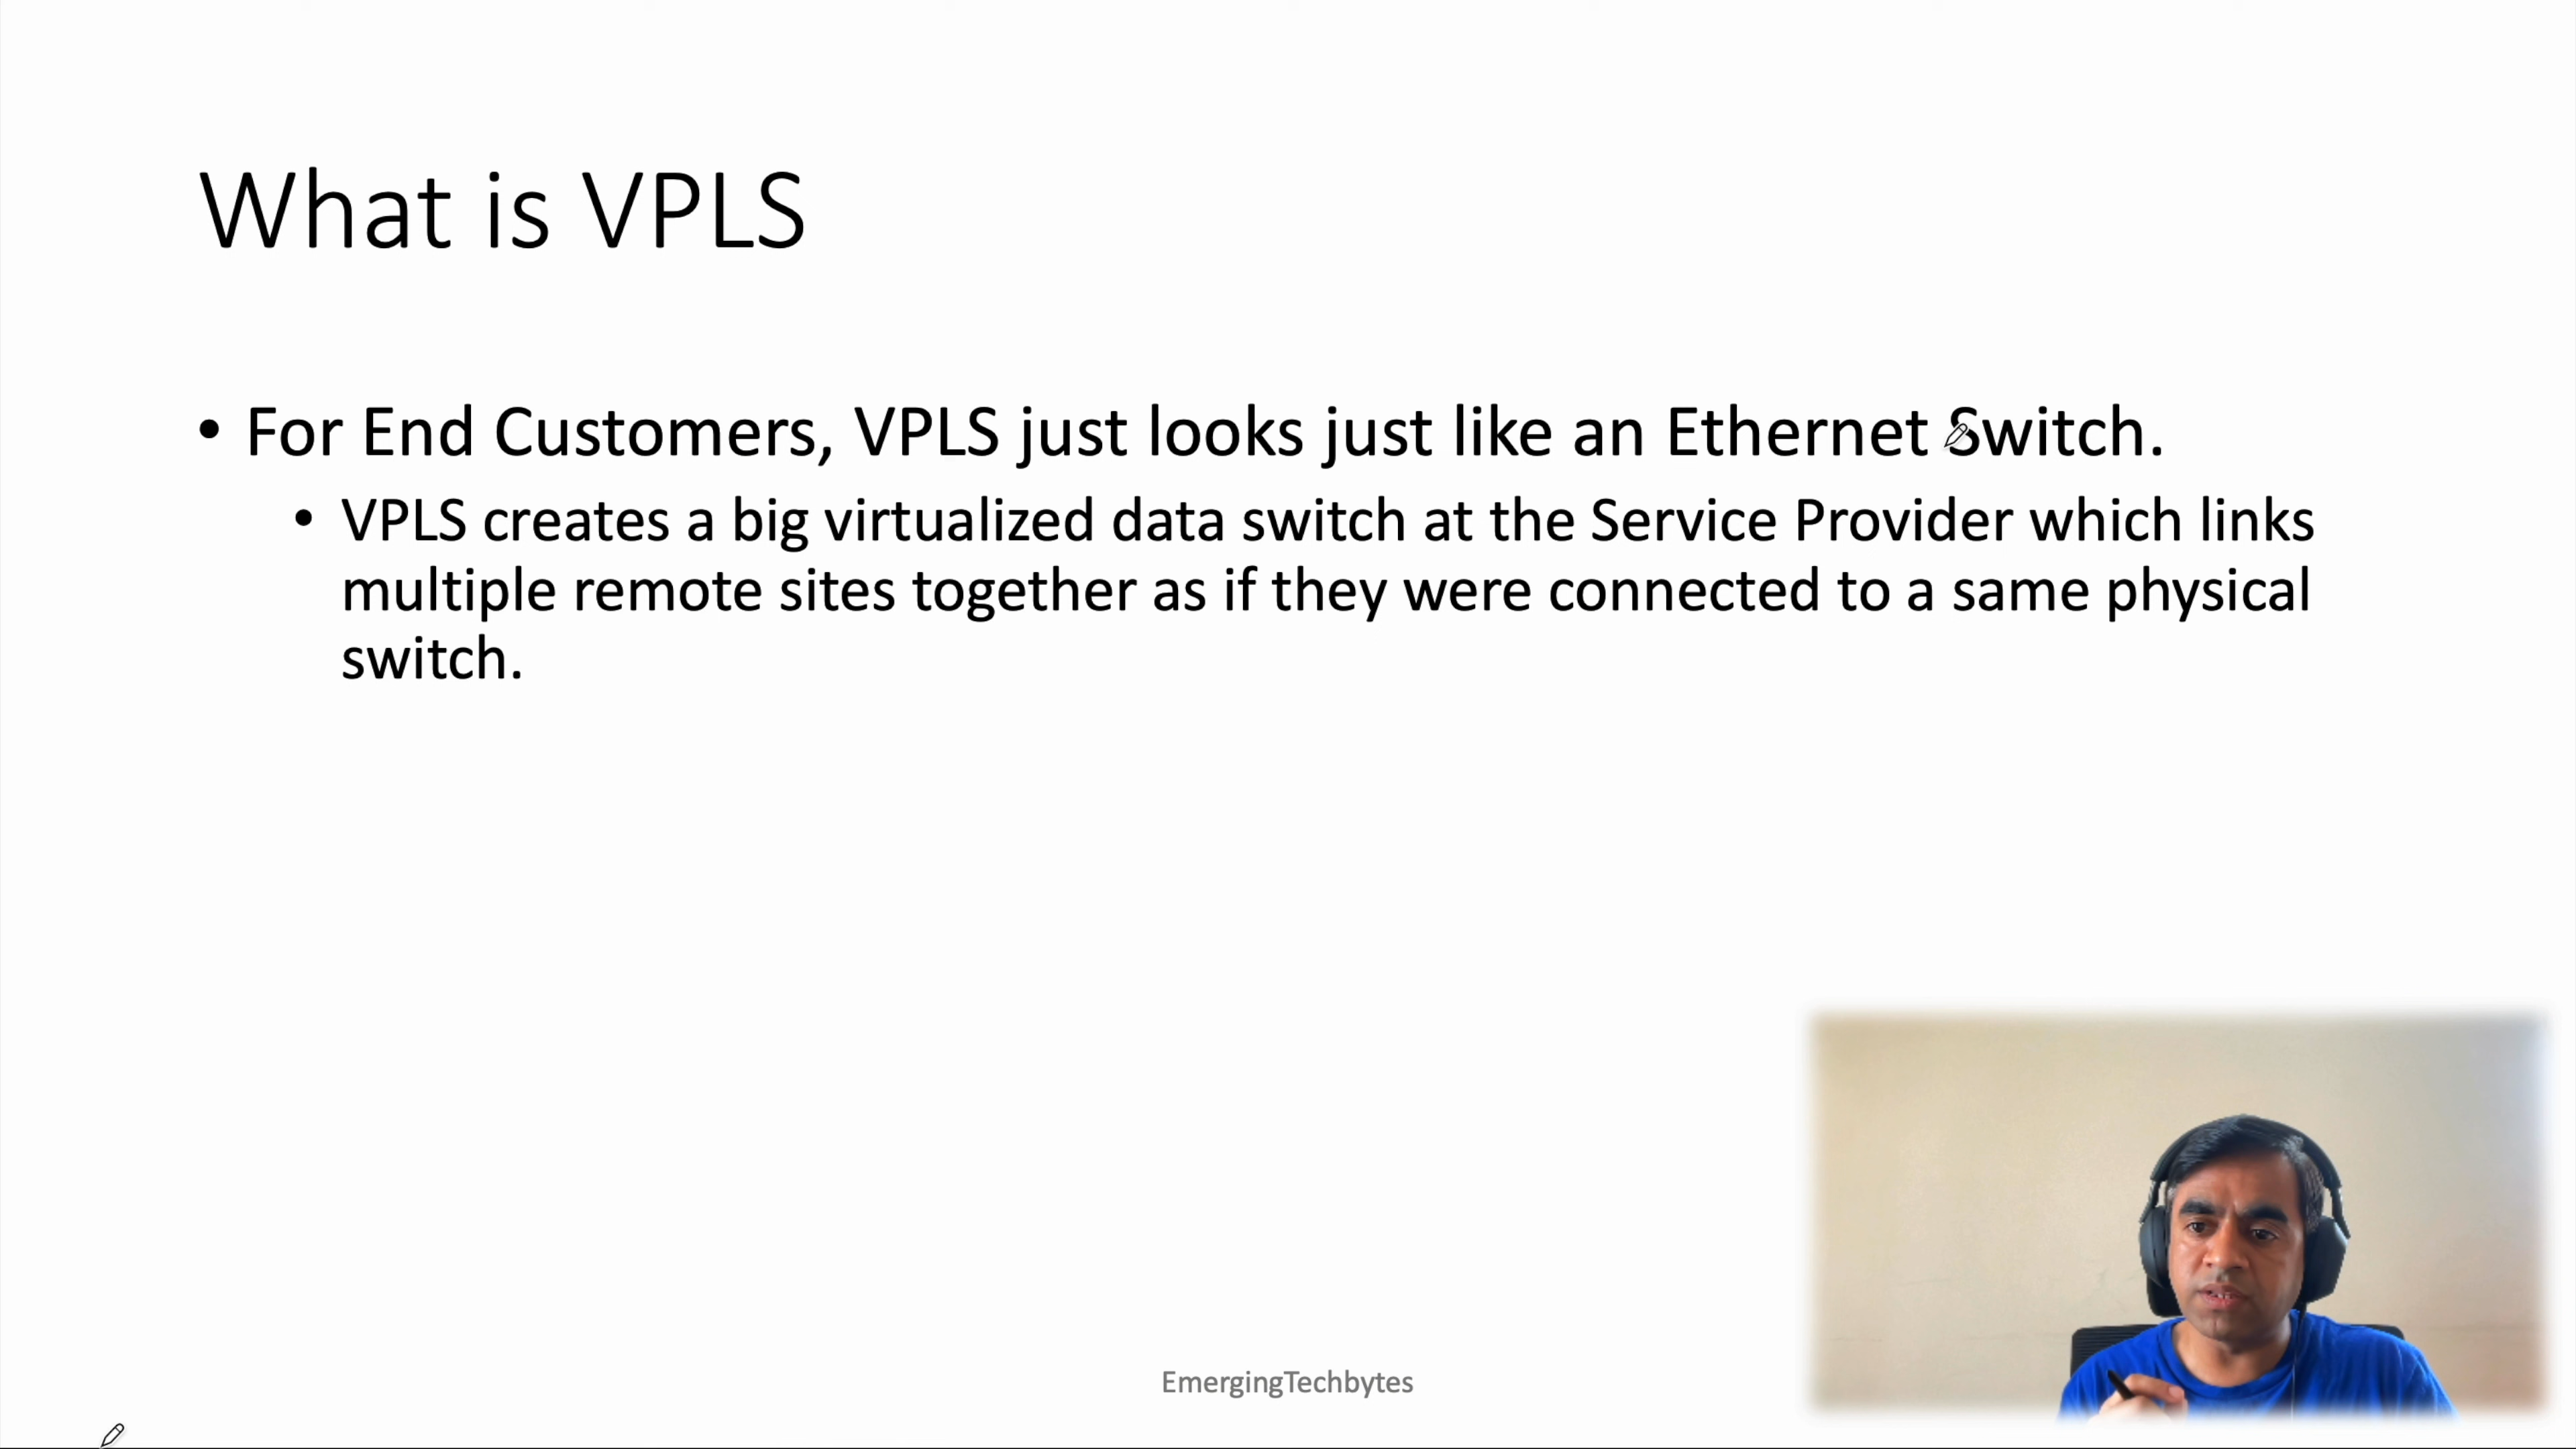 What is VPLS
• For End Customers, VPLS just looks just like an Ethernet Switch.
• VPLS creates a big virtualized data switch at the Service Provider which links
multiple remote sites together as if they were connected to a same physical
switch.
EmergingTechbytes